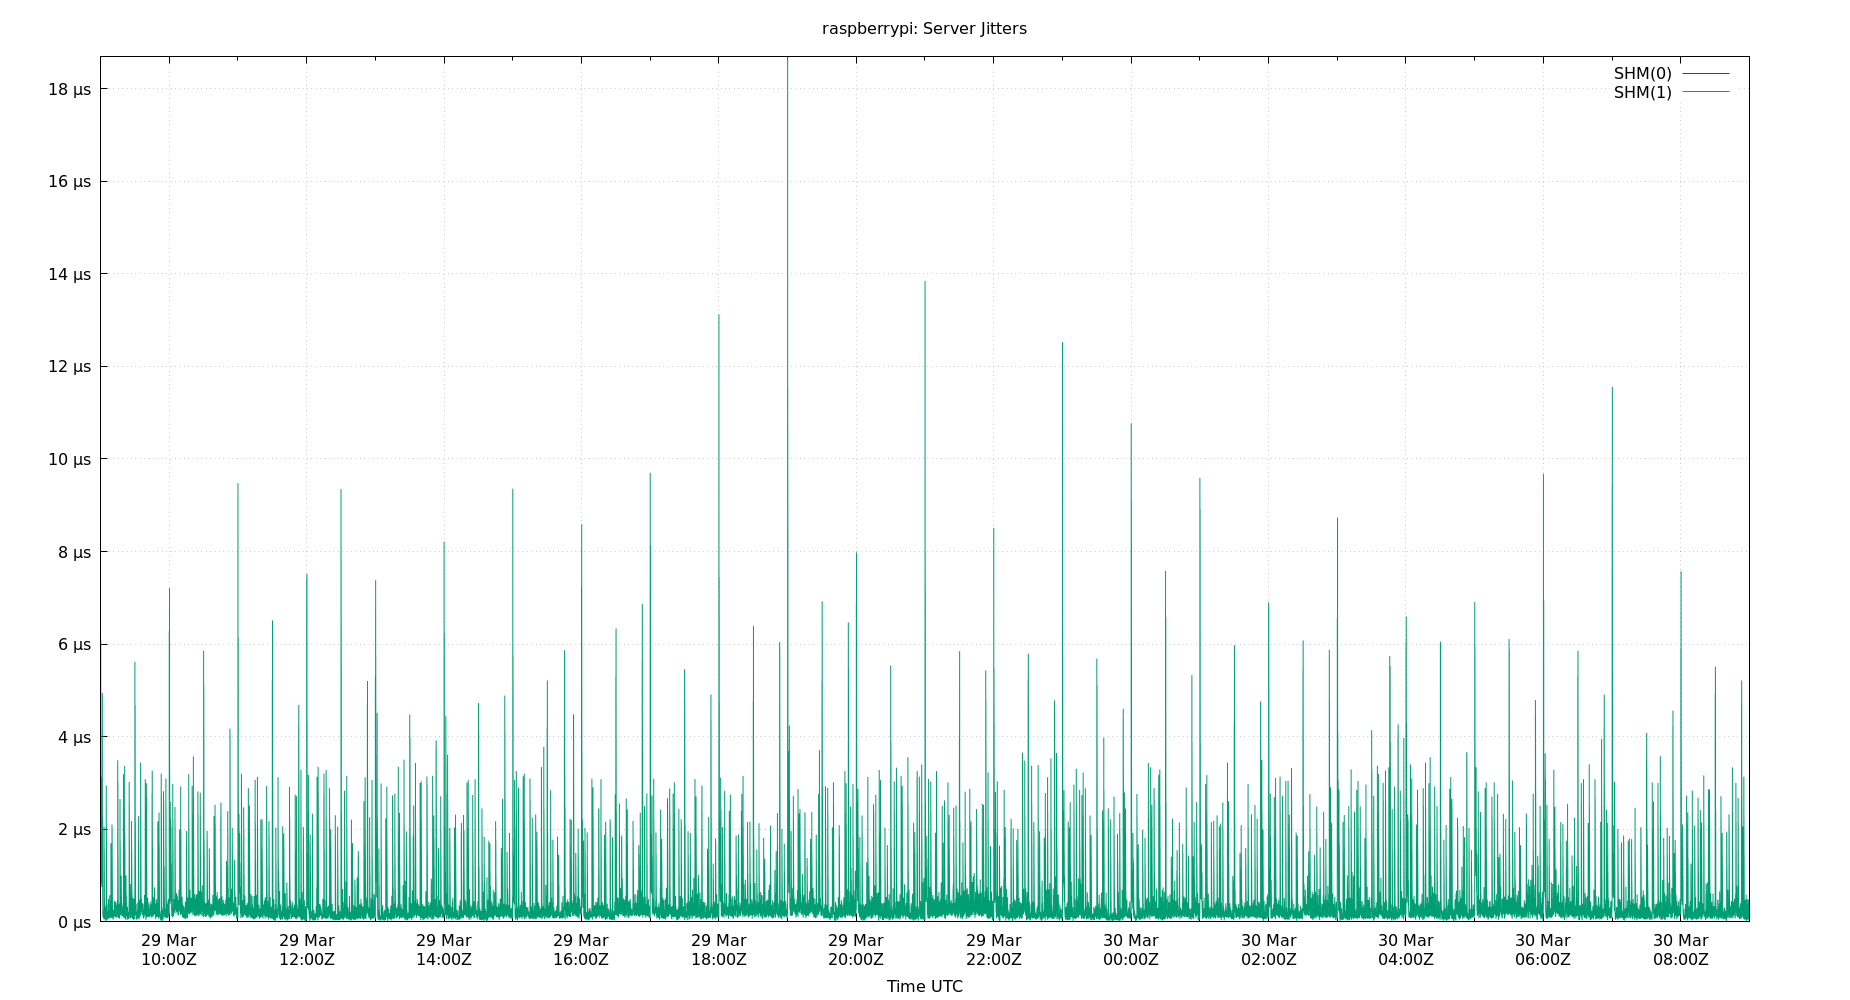 raspberrypi: Server Jitters
SHM(0)
SHM(1)
18 µs
16 µs
14 µs
12 µs
10 µs
8 µs
6 µs
4 µs
2 µs
0 µs
29 Mar 29 Mar 29 Mar 29 Mar 29 Mar 29 Mar 29 Mar 30 Mar 30 Mar 30 Mar 30 Mar 30 Mar
10:00Z 12:00Z 14:00Z 16:00Z 18:00Z 20:00Z 22:00Z 00:00Z 02:00Z 04:00Z 06:00Z 08:00Z
Time UTC